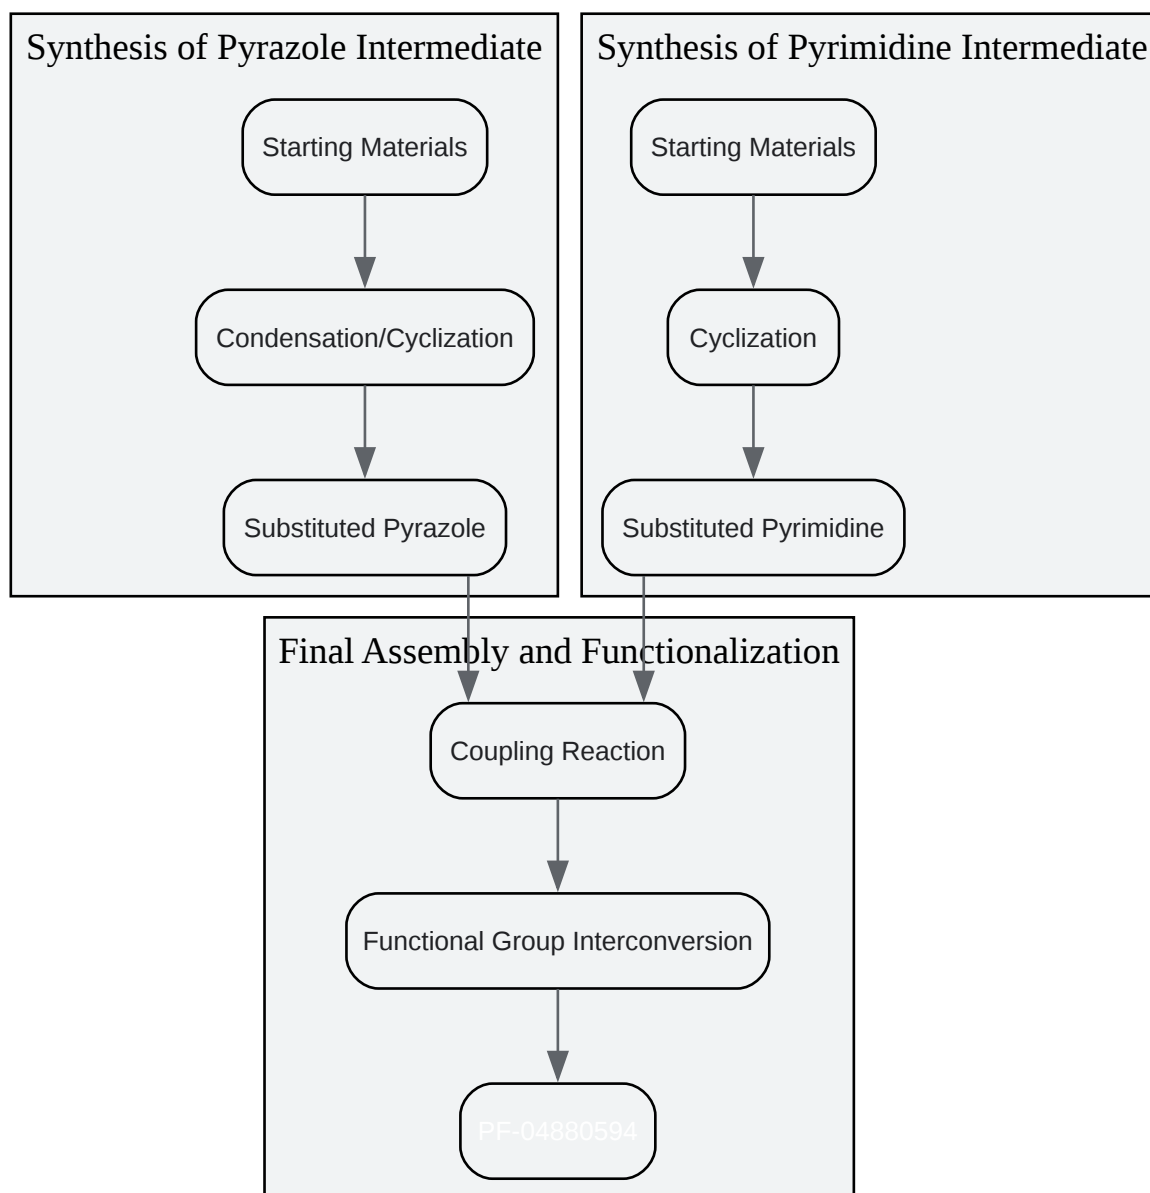 Synthesis of Pyrazole Intermediate
Starting Materials
Condensation/Cyclization
Substituted Pyrazole
Synthesis of Pyrimidine Intermediate
Starting Materials
Cyclization
Substituted Pyrimidine
Final Assembly and Functionalization
Coupling Reaction
Functional Group Interconversion
PF-04880594